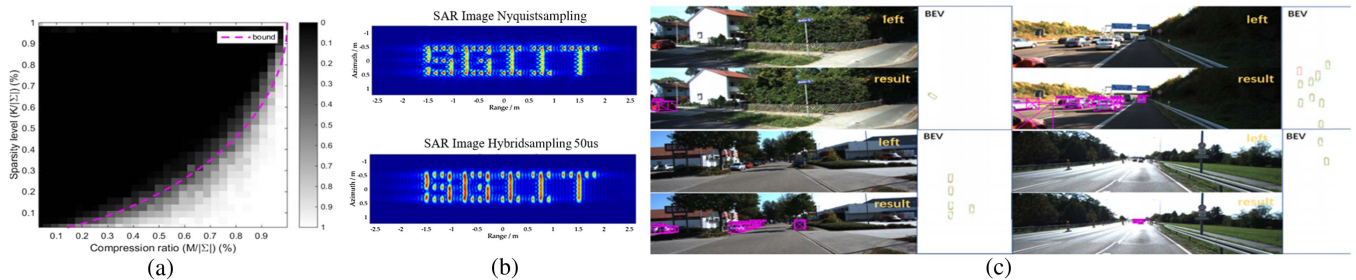 1
0.9
0.8
0.7
0.6
0.5
0.4
0.3
0.2
0.1
Sparsity level (K/|Σ|) (%)
0.1 0.2 0.3 0.4 0.5 0.6 0.7 0.8 0.9
Compression ratio (M/|Σ|) (%)
bound
0
0.1
0.2
0.3
0.4
0.5
0.6
0.7
0.8
0.9
1
(a)
SAR Image Nyquistsampling
Azimuth / m
-1
-0.5
0
0.5
1
-2.5 -2 -1.5 -1 -0.5 0 0.5 1 1.5 2 2.5
Range / m
SAR Image Hybridsampling 50us
Azimuth / m
-1
-0.5
0
0.5
1
-2.5 -2 -1.5 -1 -0.5 0 0.5 1 1.5 2 2.5
Range / m
(b)
left
BEV
result
left
BEV
result
left
BEV
result
left
BEV
result
(c)